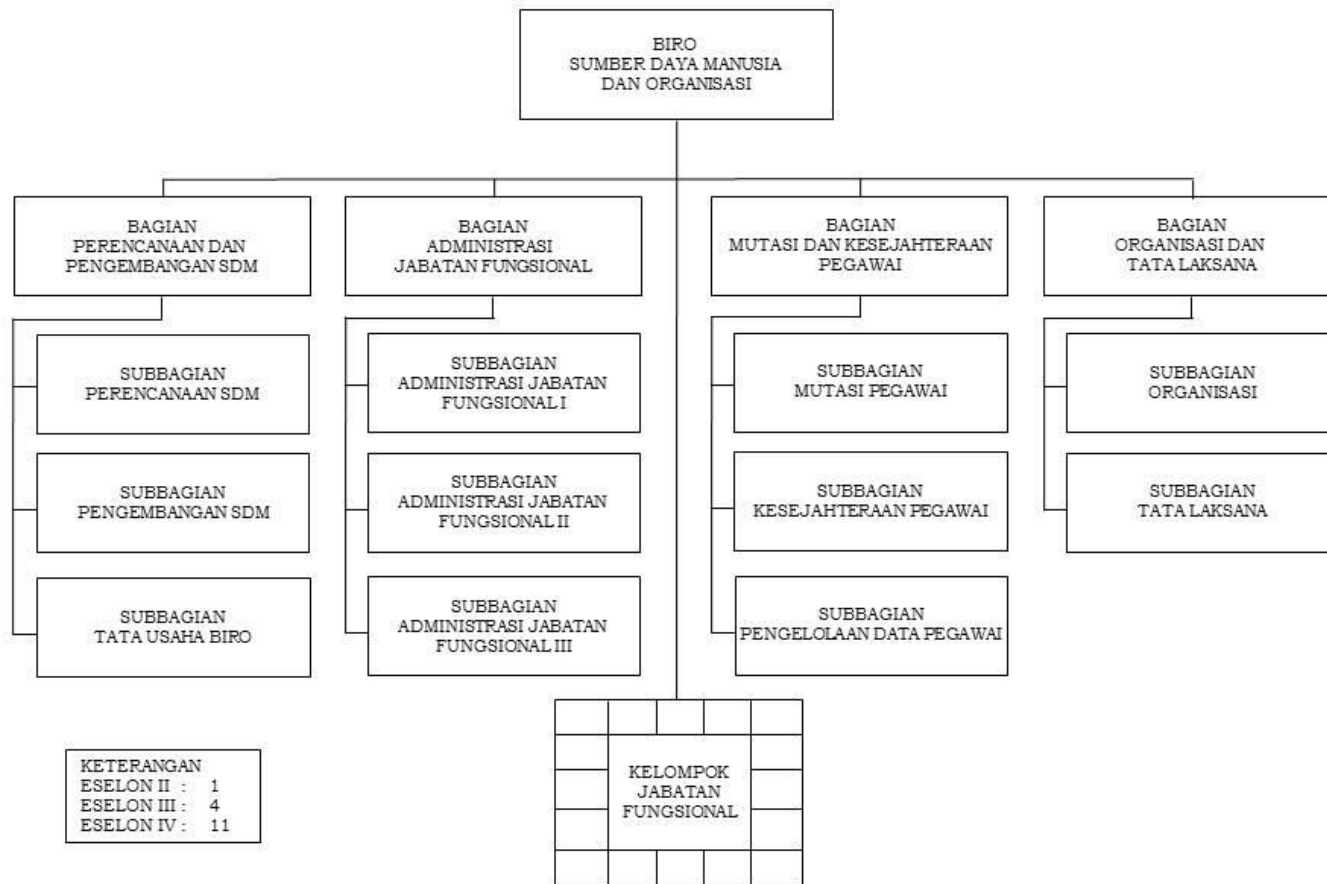 BIRO
SUMBER DAYA MANUSIA
DAN ORGANISASI
BAGIAN
PERENCANAAN DAN
PENGEMBANGAN SDM
BAGIAN
ADMINISTRASI
JABATAN FUNGSIONAL
BAGIAN
MUTASI DAN KESEJAHTERAAN
PEGAWAI
BAGIAN
ORGANISASI DAN
TATA LAKSANA
SUBBAGIAN
PERENCANAAN SDM
SUBBAGIAN
ADMINISTRASI JABATAN
FUNGSIONAL I
SUBBAGIAN
MUTASI PEGAWAI
SUBBAGIAN
ORGANISASI
SUBBAGIAN
PENGEMBANGAN SDM
SUBBAGIAN
ADMINISTRASI JABATAN
FUNGSIONAL II
SUBBAGIAN
KESEJAHTERAAN PEGAWAI
SUBBAGIAN
TATA LAKSANA
SUBBAGIAN
TATA USAHA BIRO
SUBBAGIAN
ADMINISTRASI JABATAN
FUNGSIONAL III
SUBBAGIAN
PENGELOLAAN DATA PEGAWAI
KETERANGAN
ESELON II : 1
ESELON III : 4
ESELON IV : 11
KELOMPOK
JABATAN
FUNGSIONAL